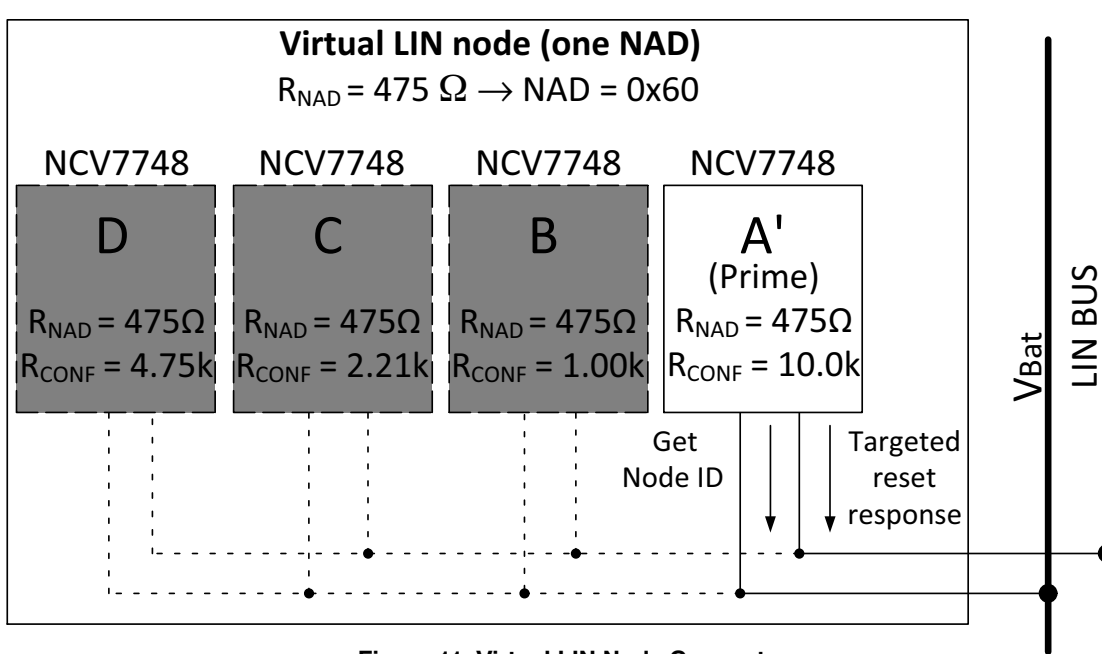 Virtual LIN node (one NAD)
R_NAD = 475 Ω → NAD = 0x60
NCV7748 NCV7748 NCV7748 NCV7748
D
R_NAD = 475Ω
R_CONF = 4.75k
C
R_NAD = 475Ω
R_CONF = 2.21k
B
R_NAD = 475Ω
R_CONF = 1.00k
A'
(Prime)
R_NAD = 475Ω
R_CONF = 10.0k
Get
Node ID
Targeted
reset
response
VBat
LIN BUS